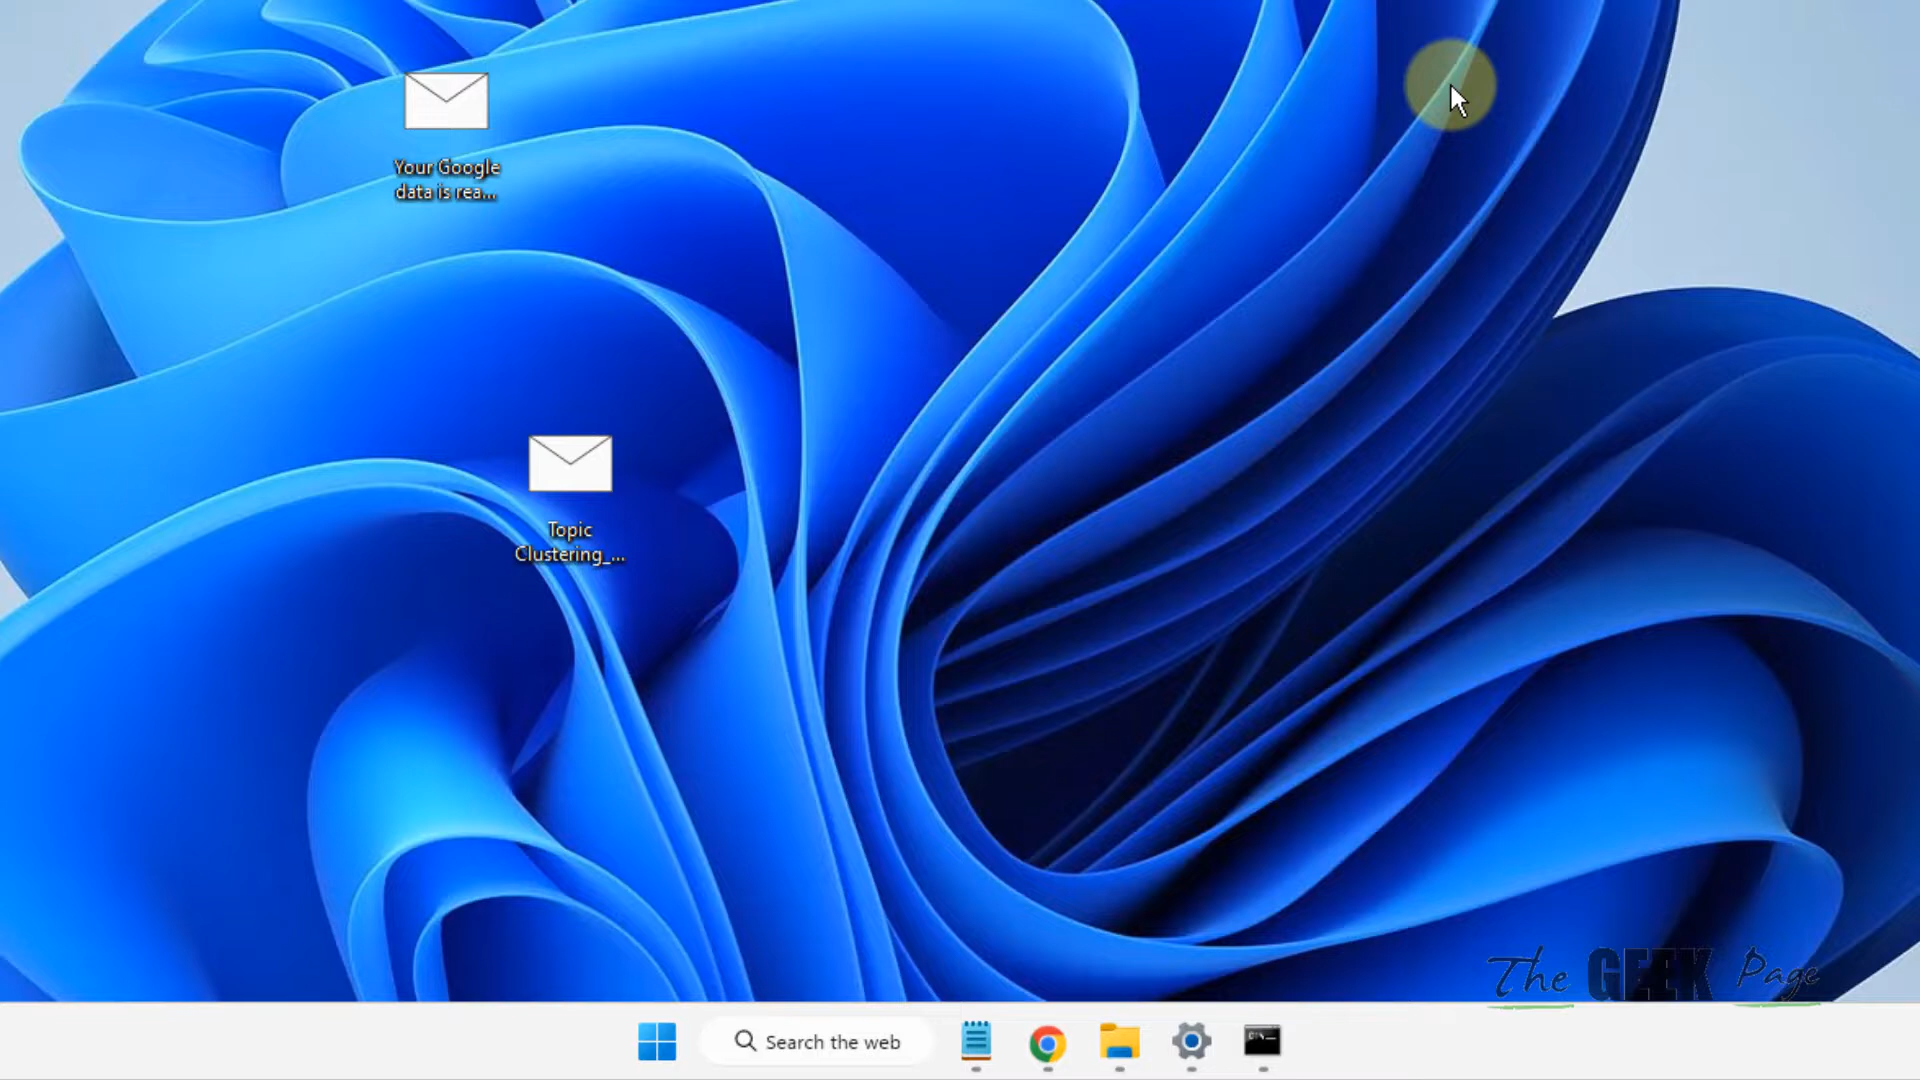 Your Google
data is rea...
Topic
Clustering_...
The GEEK Page
Search the web